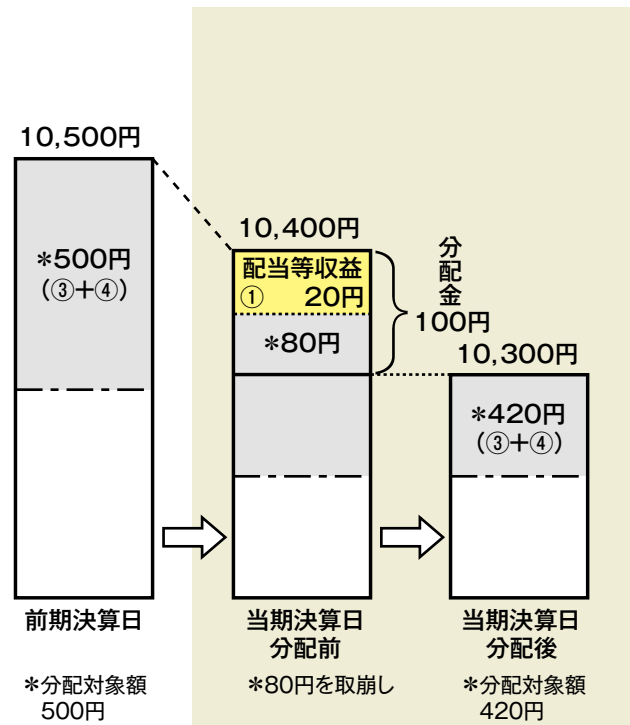 10,500円
*500円
(③+④)
前期決算日
*分配対象額
500円
10,400円
配当等収益
① 20円
*80円
分配金
100円
当期決算日
分配前
*80円を取崩し
10,300円
*420円
(③+④)
当期決算日
分配後
*分配対象額
420円